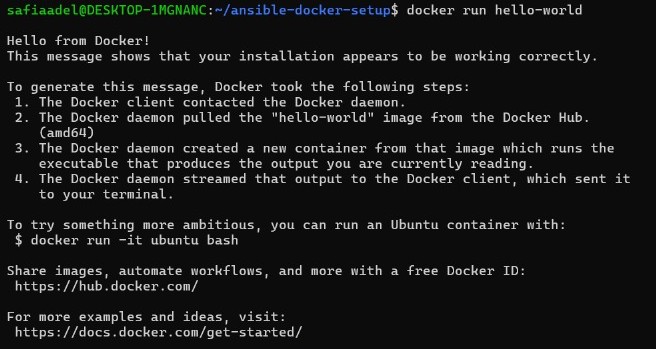 safiaadel@DESKTOP-1MGNANC:~/ansible-docker-setup$ docker run hello-world
Hello from Docker!
This message shows that your installation appears to be working correctly.
To generate this message, Docker took the following steps:
1. The Docker client contacted the Docker daemon.
2. The Docker daemon pulled the "hello-world" image from the Docker Hub.
(amd64)
3. The Docker daemon created a new container from that image which runs the
executable that produces the output you are currently reading.
4. The Docker daemon streamed that output to the Docker client, which sent it
to your terminal.
To try something more ambitious, you can run an Ubuntu container with:
$ docker run -it ubuntu bash
Share images, automate workflows, and more with a free Docker ID:
https://hub.docker.com/
For more examples and ideas, visit:
https://docs.docker.com/get-started/